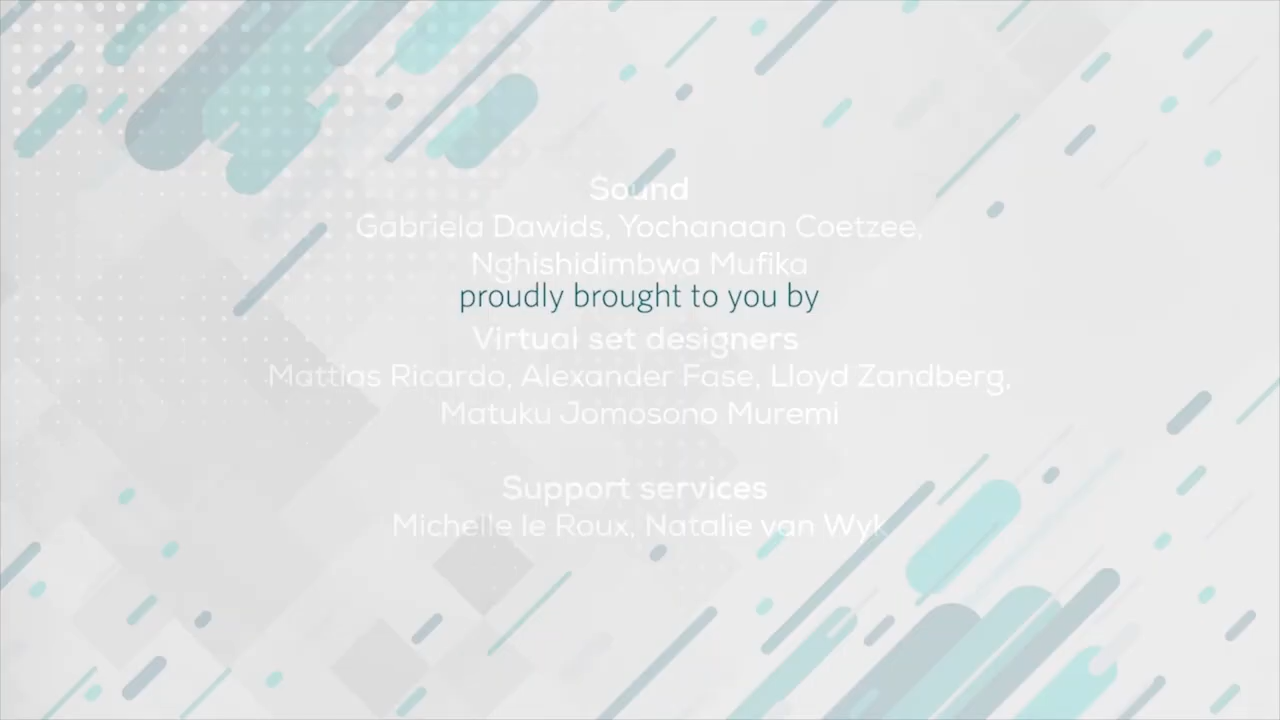 Sound
Gabriela Dawids, Yochanaan Coetzee,
Nghishidimbwa Mufika
proudly brought to you by
Virtual set designers
Mattias Ricardo, Alexander Fase, Lloyd Zandberg,
Matuku Jomosono Muremi
Support services
Michelle le Roux, Natalie van Wyk